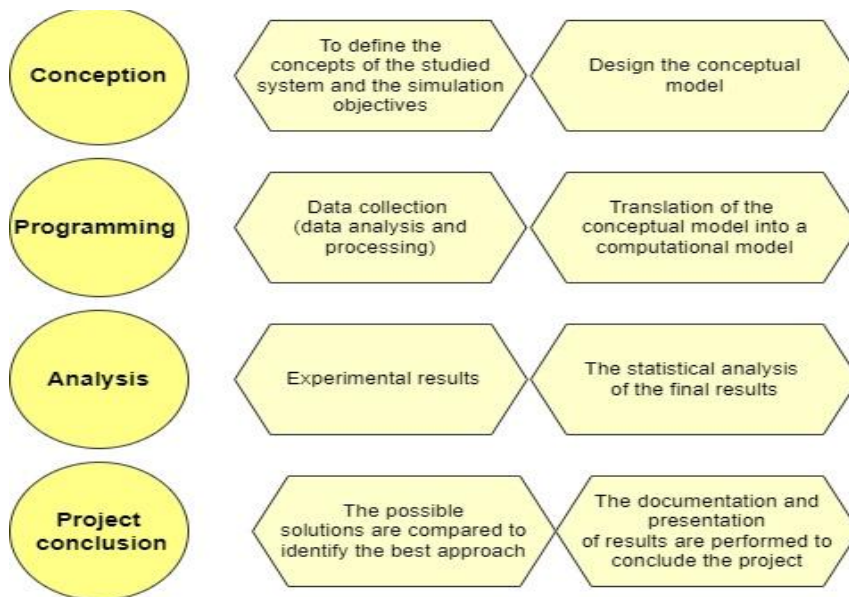 Conception
To define the
concepts of the studied
system and the simulation
objectives
Design the conceptual
model
Programming
Data collection
(data analysis and
processing)
Translation of the
conceptual model into a
computational model
Analysis
Experimental results
The statistical analysis
of the final results
Project
conclusion
The possible
solutions are compared to
identify the best approach
The documentation and
presentation
of results are performed to
conclude the project